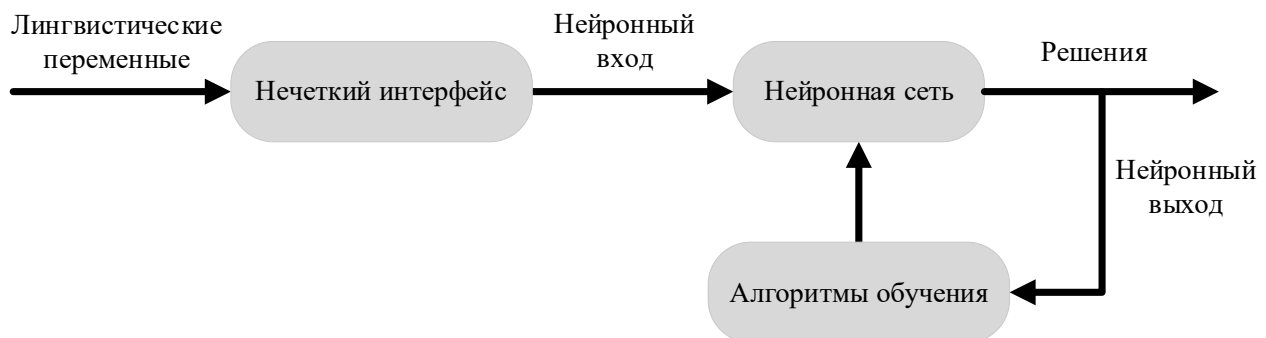 Лингвистические
переменные
Нечеткий интерфейс
Нейронный
вход
Нейронная сеть
Решения
Нейронный
выход
Алгоритмы обучения